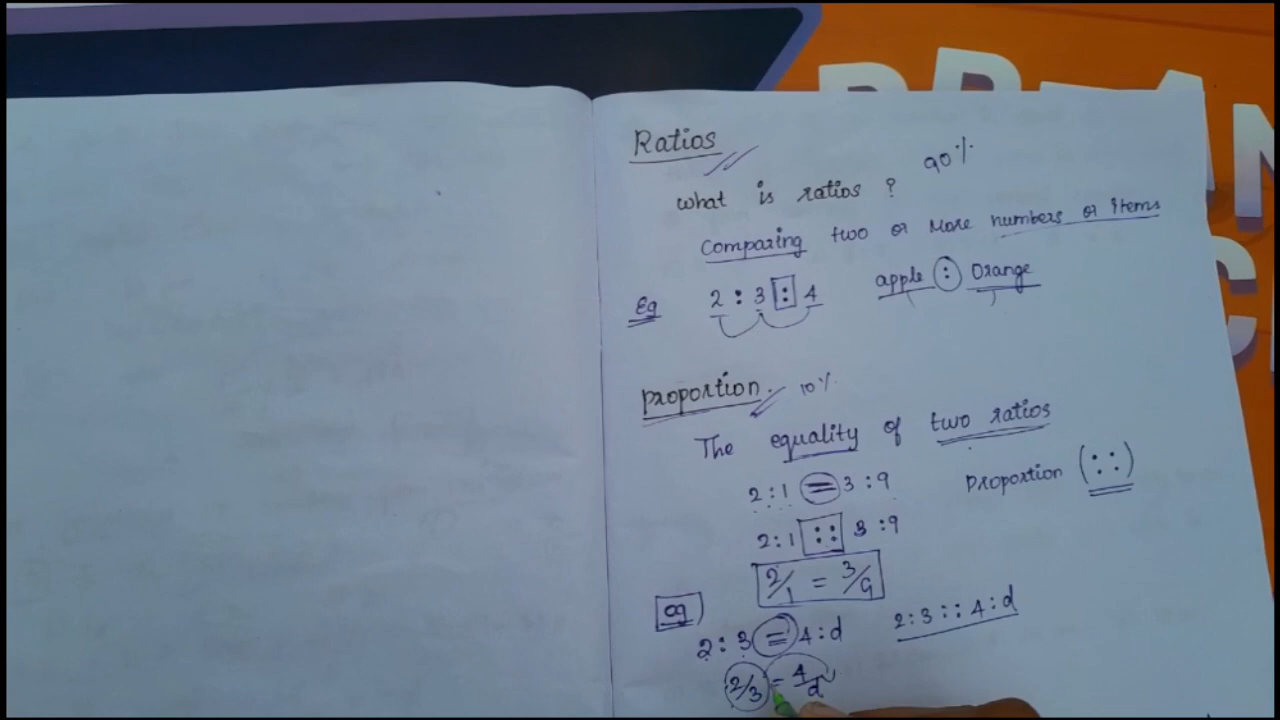 Ratios
What is ratios ? 90%
Comparing two or More numbers or items
Eg 2 : 3 : 4 apple : Orange
Proportion. 10%
The equality of two ratios
2:1 = 3:9 Proportion (::)
2:1 :: 3:9
2/1 = 3/9
eg
2:3 = 4:d 2:3::4:d
2/3 = 4/d